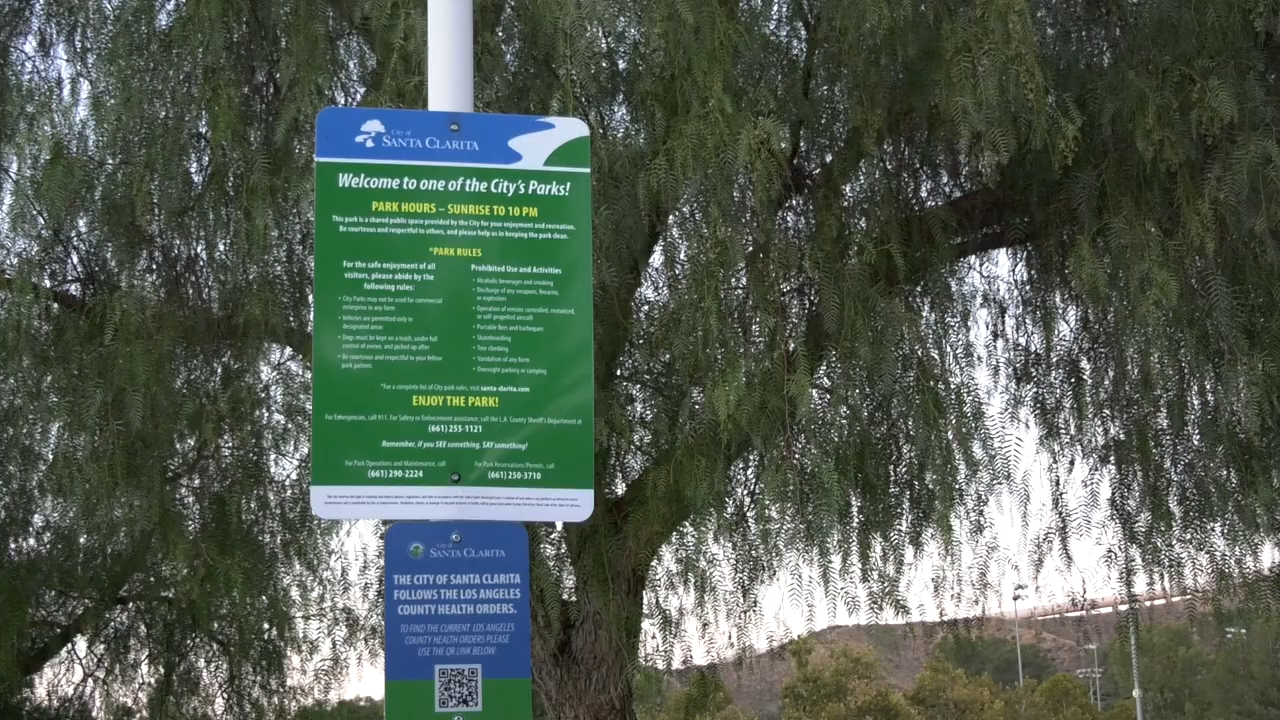 City of
SANTA CLARITA
Welcome to one of the City's Parks!
PARK HOURS – SUNRISE TO 10 PM
This park is a shared public space provided by the City for your enjoyment and recreation.
Be courteous and respectful to others, and please help us in keeping the park clean.
*PARK RULES
For the safe enjoyment of all
visitors, please abide by the
following rules:
• City Parks may not be used for commercial
enterprise in any form
• Vehicles are permitted only in
designated areas
• Dogs must be kept on a leash, under full
control of owner, and picked up after
• Be courteous and respectful to your fellow
park patrons
Prohibited Use and Activities
• Alcoholic beverages and smoking
• Discharge of any weapons, firearms,
or explosives
• Operation of remote controlled, motorized,
or self-propelled aircraft
• Portable fires and barbeques
• Skateboarding
• Tree climbing
• Vandalism of any form
• Overnight parking or camping
*For a complete list of City park rules, visit santa-clarita.com
ENJOY THE PARK!
For Emergencies, call 911. For Safety or Enforcement assistance, call the L.A. County Sheriff's Department at
(661) 255-1121
Remember, if you SEE something, SAY something!
For Park Operations and Maintenance, call
(661) 290-2224
For Park Reservations/Permits, call
(661) 250-3710
City of
SANTA CLARITA
THE CITY OF SANTA CLARITA
FOLLOWS THE LOS ANGELES
COUNTY HEALTH ORDERS.
TO FIND THE CURRENT LOS ANGELES
COUNTY HEALTH ORDERS PLEASE
USE THE QR LINK BELOW: